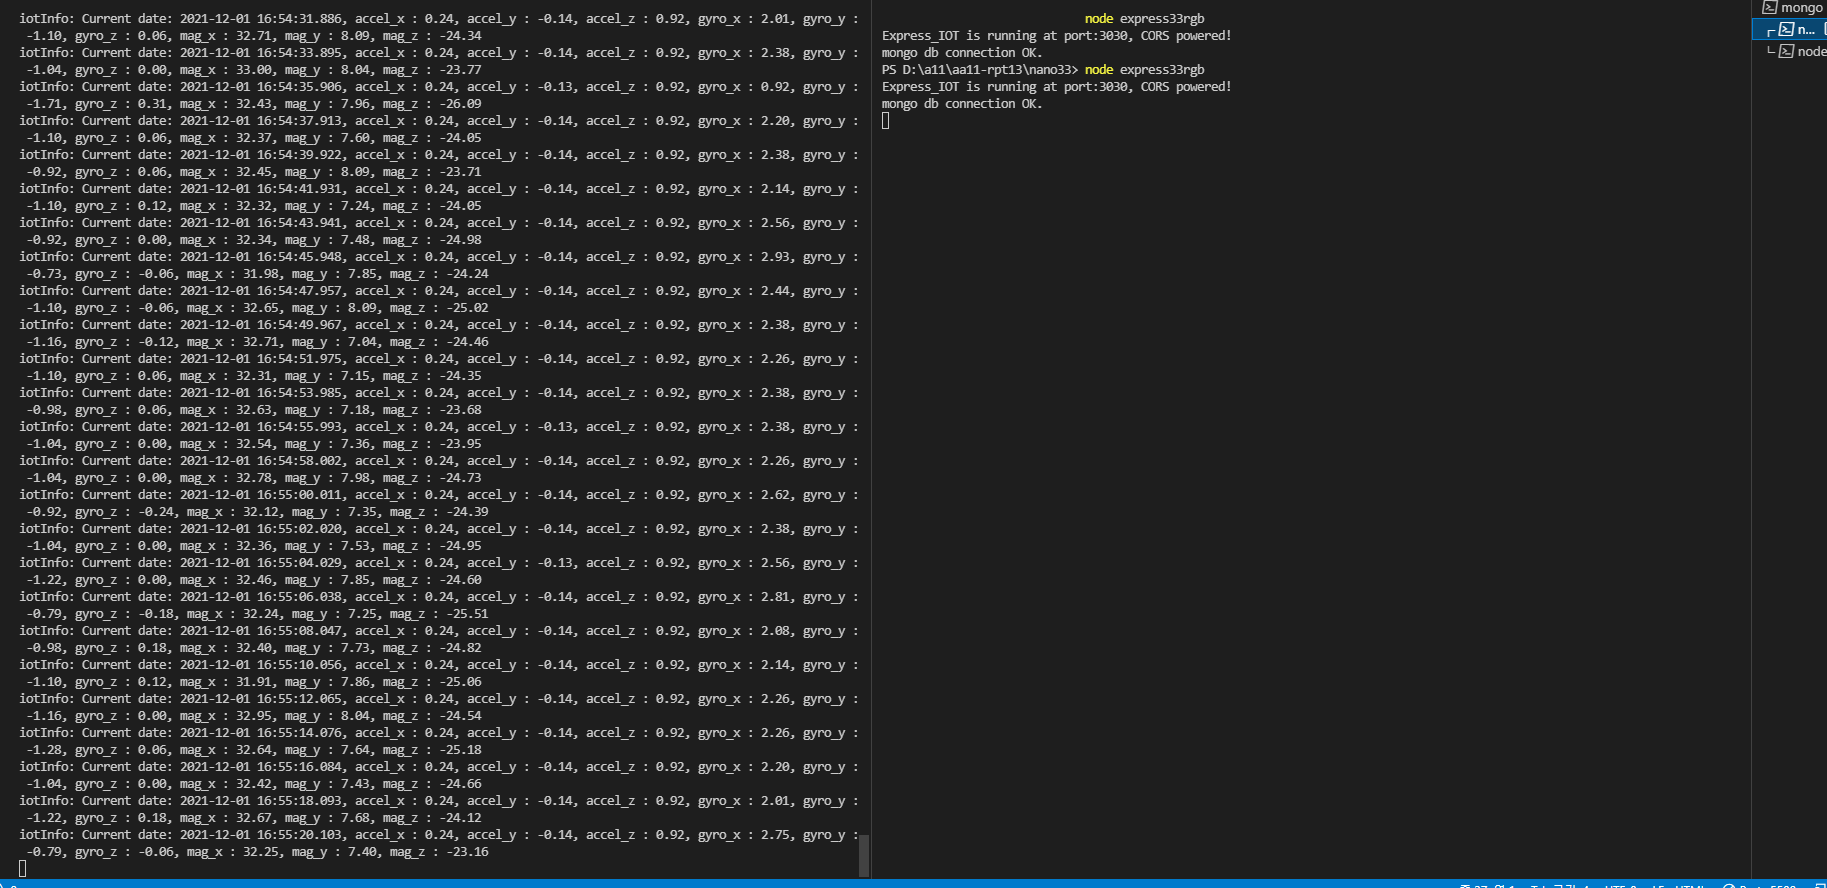 iotInfo: Current date: 2021-12-01 16:54:31.886, accel_x : 0.24, accel_y : -0.14, accel_z : 0.92, gyro_x : 2.01, gyro_y :
-1.10, gyro_z : 0.06, mag_x : 32.71, mag_y : 8.09, mag_z : -24.34
iotInfo: Current date: 2021-12-01 16:54:33.895, accel_x : 0.24, accel_y : -0.14, accel_z : 0.92, gyro_x : 2.38, gyro_y :
-1.04, gyro_z : 0.00, mag_x : 33.00, mag_y : 8.04, mag_z : -23.77
iotInfo: Current date: 2021-12-01 16:54:35.906, accel_x : 0.24, accel_y : -0.13, accel_z : 0.92, gyro_x : 0.92, gyro_y :
-1.71, gyro_z : 0.31, mag_x : 32.43, mag_y : 7.96, mag_z : -26.09
iotInfo: Current date: 2021-12-01 16:54:37.913, accel_x : 0.24, accel_y : -0.14, accel_z : 0.92, gyro_x : 2.20, gyro_y :
-1.10, gyro_z : 0.06, mag_x : 32.37, mag_y : 7.60, mag_z : -24.05
iotInfo: Current date: 2021-12-01 16:54:39.922, accel_x : 0.24, accel_y : -0.14, accel_z : 0.92, gyro_x : 2.38, gyro_y :
-0.92, gyro_z : 0.06, mag_x : 32.45, mag_y : 8.09, mag_z : -23.71
iotInfo: Current date: 2021-12-01 16:54:41.931, accel_x : 0.24, accel_y : -0.14, accel_z : 0.92, gyro_x : 2.14, gyro_y :
-1.10, gyro_z : 0.12, mag_x : 32.32, mag_y : 7.24, mag_z : -24.05
iotInfo: Current date: 2021-12-01 16:54:43.941, accel_x : 0.24, accel_y : -0.14, accel_z : 0.92, gyro_x : 2.56, gyro_y :
-0.92, gyro_z : 0.00, mag_x : 32.34, mag_y : 7.48, mag_z : -24.98
iotInfo: Current date: 2021-12-01 16:54:45.948, accel_x : 0.24, accel_y : -0.14, accel_z : 0.92, gyro_x : 2.93, gyro_y :
-0.73, gyro_z : -0.06, mag_x : 31.98, mag_y : 7.85, mag_z : -24.24
iotInfo: Current date: 2021-12-01 16:54:47.957, accel_x : 0.24, accel_y : -0.14, accel_z : 0.92, gyro_x : 2.44, gyro_y :
-1.10, gyro_z : -0.06, mag_x : 32.65, mag_y : 8.09, mag_z : -25.02
iotInfo: Current date: 2021-12-01 16:54:49.967, accel_x : 0.24, accel_y : -0.14, accel_z : 0.92, gyro_x : 2.38, gyro_y :
-1.16, gyro_z : -0.12, mag_x : 32.71, mag_y : 7.04, mag_z : -24.46
iotInfo: Current date: 2021-12-01 16:54:51.975, accel_x : 0.24, accel_y : -0.14, accel_z : 0.92, gyro_x : 2.26, gyro_y :
-1.10, gyro_z : 0.06, mag_x : 32.31, mag_y : 7.15, mag_z : -24.35
iotInfo: Current date: 2021-12-01 16:54:53.985, accel_x : 0.24, accel_y : -0.14, accel_z : 0.92, gyro_x : 2.38, gyro_y :
-0.98, gyro_z : 0.06, mag_x : 32.63, mag_y : 7.18, mag_z : -23.68
iotInfo: Current date: 2021-12-01 16:54:55.993, accel_x : 0.24, accel_y : -0.13, accel_z : 0.92, gyro_x : 2.38, gyro_y :
-1.04, gyro_z : 0.00, mag_x : 32.54, mag_y : 7.36, mag_z : -23.95
iotInfo: Current date: 2021-12-01 16:54:58.002, accel_x : 0.24, accel_y : -0.14, accel_z : 0.92, gyro_x : 2.26, gyro_y :
-1.04, gyro_z : 0.00, mag_x : 32.78, mag_y : 7.98, mag_z : -24.73
iotInfo: Current date: 2021-12-01 16:55:00.011, accel_x : 0.24, accel_y : -0.14, accel_z : 0.92, gyro_x : 2.62, gyro_y :
-0.92, gyro_z : -0.24, mag_x : 32.12, mag_y : 7.35, mag_z : -24.39
iotInfo: Current date: 2021-12-01 16:55:02.020, accel_x : 0.24, accel_y : -0.14, accel_z : 0.92, gyro_x : 2.38, gyro_y :
-1.04, gyro_z : 0.00, mag_x : 32.36, mag_y : 7.53, mag_z : -24.95
iotInfo: Current date: 2021-12-01 16:55:04.029, accel_x : 0.24, accel_y : -0.13, accel_z : 0.92, gyro_x : 2.56, gyro_y :
-1.22, gyro_z : 0.00, mag_x : 32.46, mag_y : 7.85, mag_z : -24.60
iotInfo: Current date: 2021-12-01 16:55:06.038, accel_x : 0.24, accel_y : -0.14, accel_z : 0.92, gyro_x : 2.81, gyro_y :
-0.79, gyro_z : -0.18, mag_x : 32.24, mag_y : 7.25, mag_z : -25.51
iotInfo: Current date: 2021-12-01 16:55:08.047, accel_x : 0.24, accel_y : -0.14, accel_z : 0.92, gyro_x : 2.08, gyro_y :
-0.98, gyro_z : 0.18, mag_x : 32.40, mag_y : 7.73, mag_z : -24.82
iotInfo: Current date: 2021-12-01 16:55:10.056, accel_x : 0.24, accel_y : -0.14, accel_z : 0.92, gyro_x : 2.14, gyro_y :
-1.10, gyro_z : 0.12, mag_x : 31.91, mag_y : 7.86, mag_z : -25.06
iotInfo: Current date: 2021-12-01 16:55:12.065, accel_x : 0.24, accel_y : -0.14, accel_z : 0.92, gyro_x : 2.26, gyro_y :
-1.16, gyro_z : 0.00, mag_x : 32.95, mag_y : 8.04, mag_z : -24.54
iotInfo: Current date: 2021-12-01 16:55:14.076, accel_x : 0.24, accel_y : -0.14, accel_z : 0.92, gyro_x : 2.26, gyro_y :
-1.28, gyro_z : 0.06, mag_x : 32.64, mag_y : 7.64, mag_z : -25.18
iotInfo: Current date: 2021-12-01 16:55:16.084, accel_x : 0.24, accel_y : -0.14, accel_z : 0.92, gyro_x : 2.20, gyro_y :
-1.04, gyro_z : 0.00, mag_x : 32.42, mag_y : 7.43, mag_z : -24.66
iotInfo: Current date: 2021-12-01 16:55:18.093, accel_x : 0.24, accel_y : -0.14, accel_z : 0.92, gyro_x : 2.01, gyro_y :
-1.22, gyro_z : 0.18, mag_x : 32.67, mag_y : 7.68, mag_z : -24.12
iotInfo: Current date: 2021-12-01 16:55:20.103, accel_x : 0.24, accel_y : -0.14, accel_z : 0.92, gyro_x : 2.75, gyro_y :
-0.79, gyro_z : -0.06, mag_x : 32.25, mag_y : 7.40, mag_z : -23.16
node express33rgb
Express_IOT is running at port:3030, CORS powered!
mongo db connection OK.
PS D:\a11\aa11-rpt13\nano33> node express33rgb
Express_IOT is running at port:3030, CORS powered!
mongo db connection OK.
mongo
n...
node